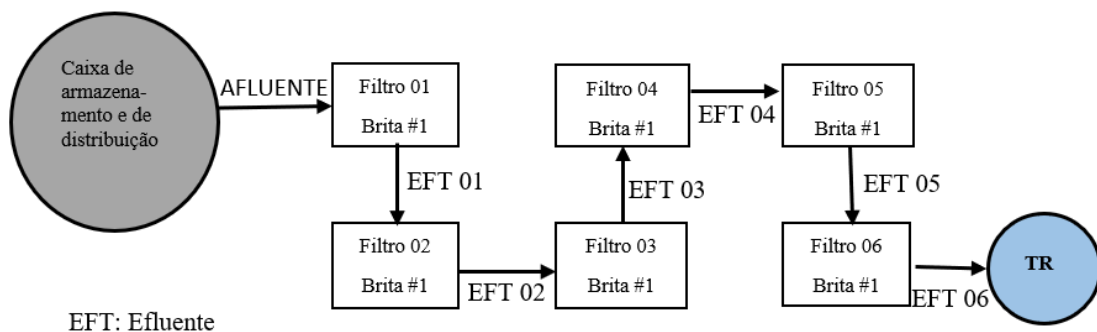 Caixa de
armazena-
mento e de
distribuição
AFLUENTE
Filtro 01
Brita #1
EFT 01
Filtro 02
Brita #1
EFT 02
Filtro 03
Brita #1
EFT 03
Filtro 04
Brita #1
EFT 04
Filtro 05
Brita #1
EFT 05
Filtro 06
Brita #1
EFT 06
TR
EFT: Efluente